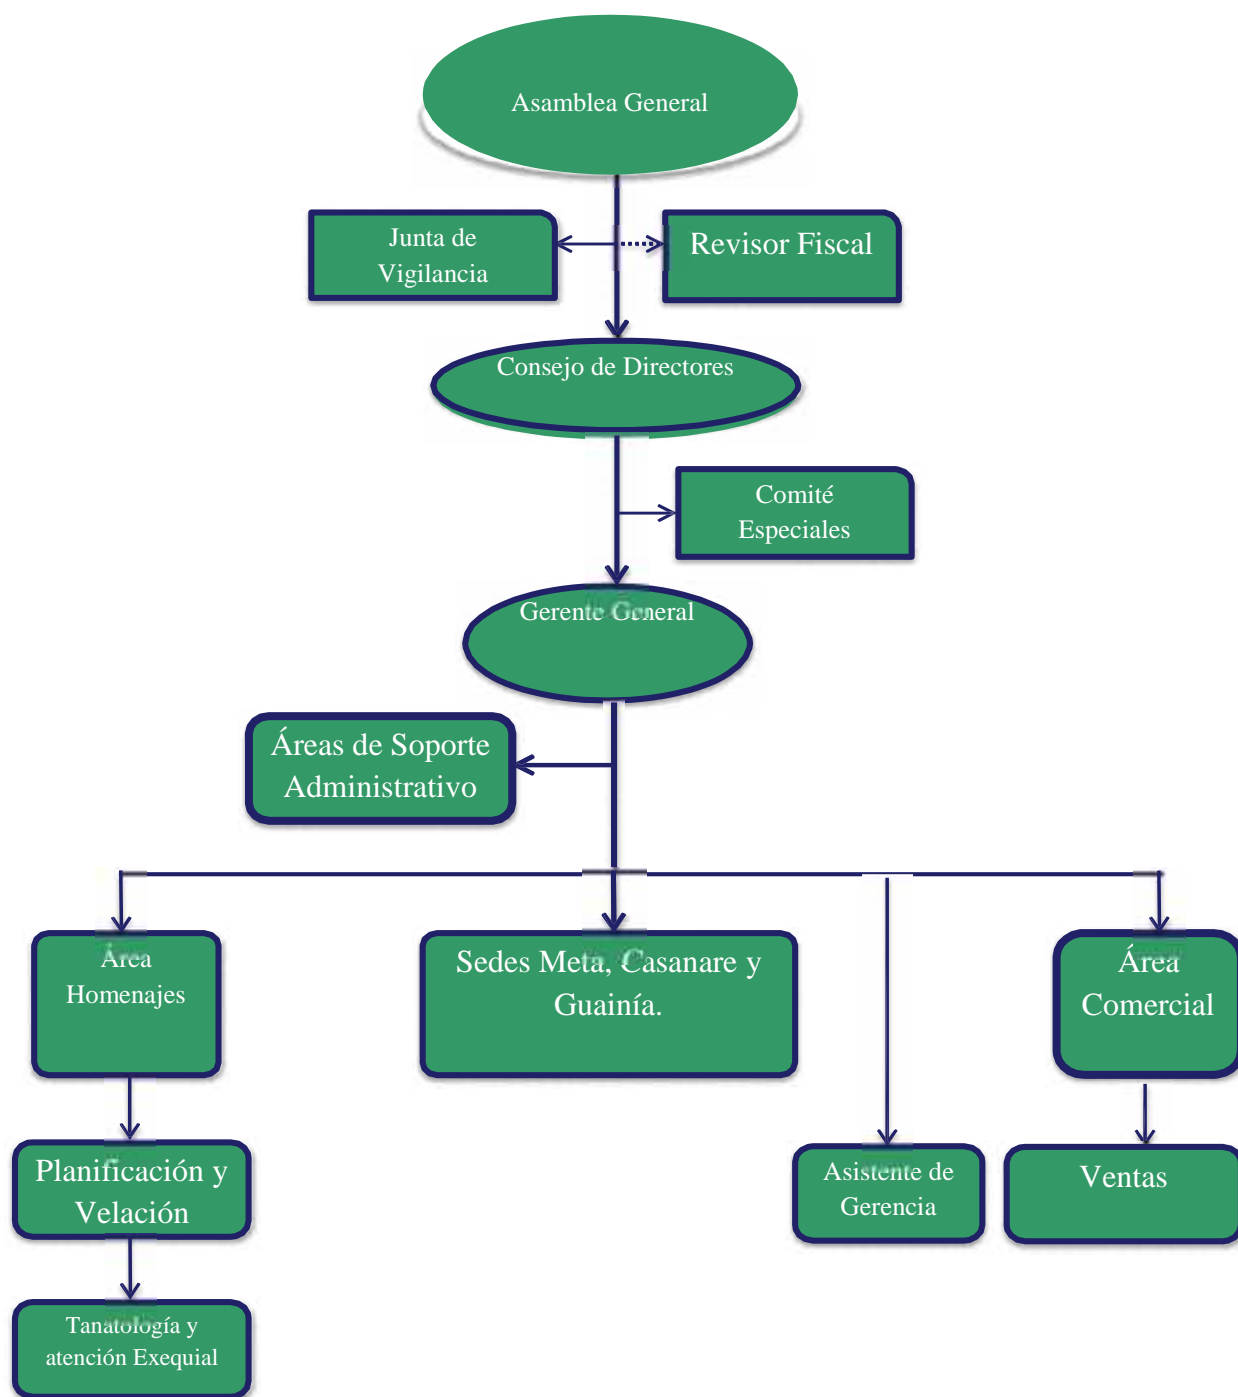 Asamblea General
Junta de
Vigilancia
Revisor Fiscal
Consejo de Directores
Comité
Especiales
Gerente General
Áreas de Soporte
Administrativo
Área
Homenajes
Sedes Meta, Casanare y
Guainía.
Área
Comercial
Planificación y
Velación
Asistente de
Gerencia
Ventas
Tanatología y
atención Exequial